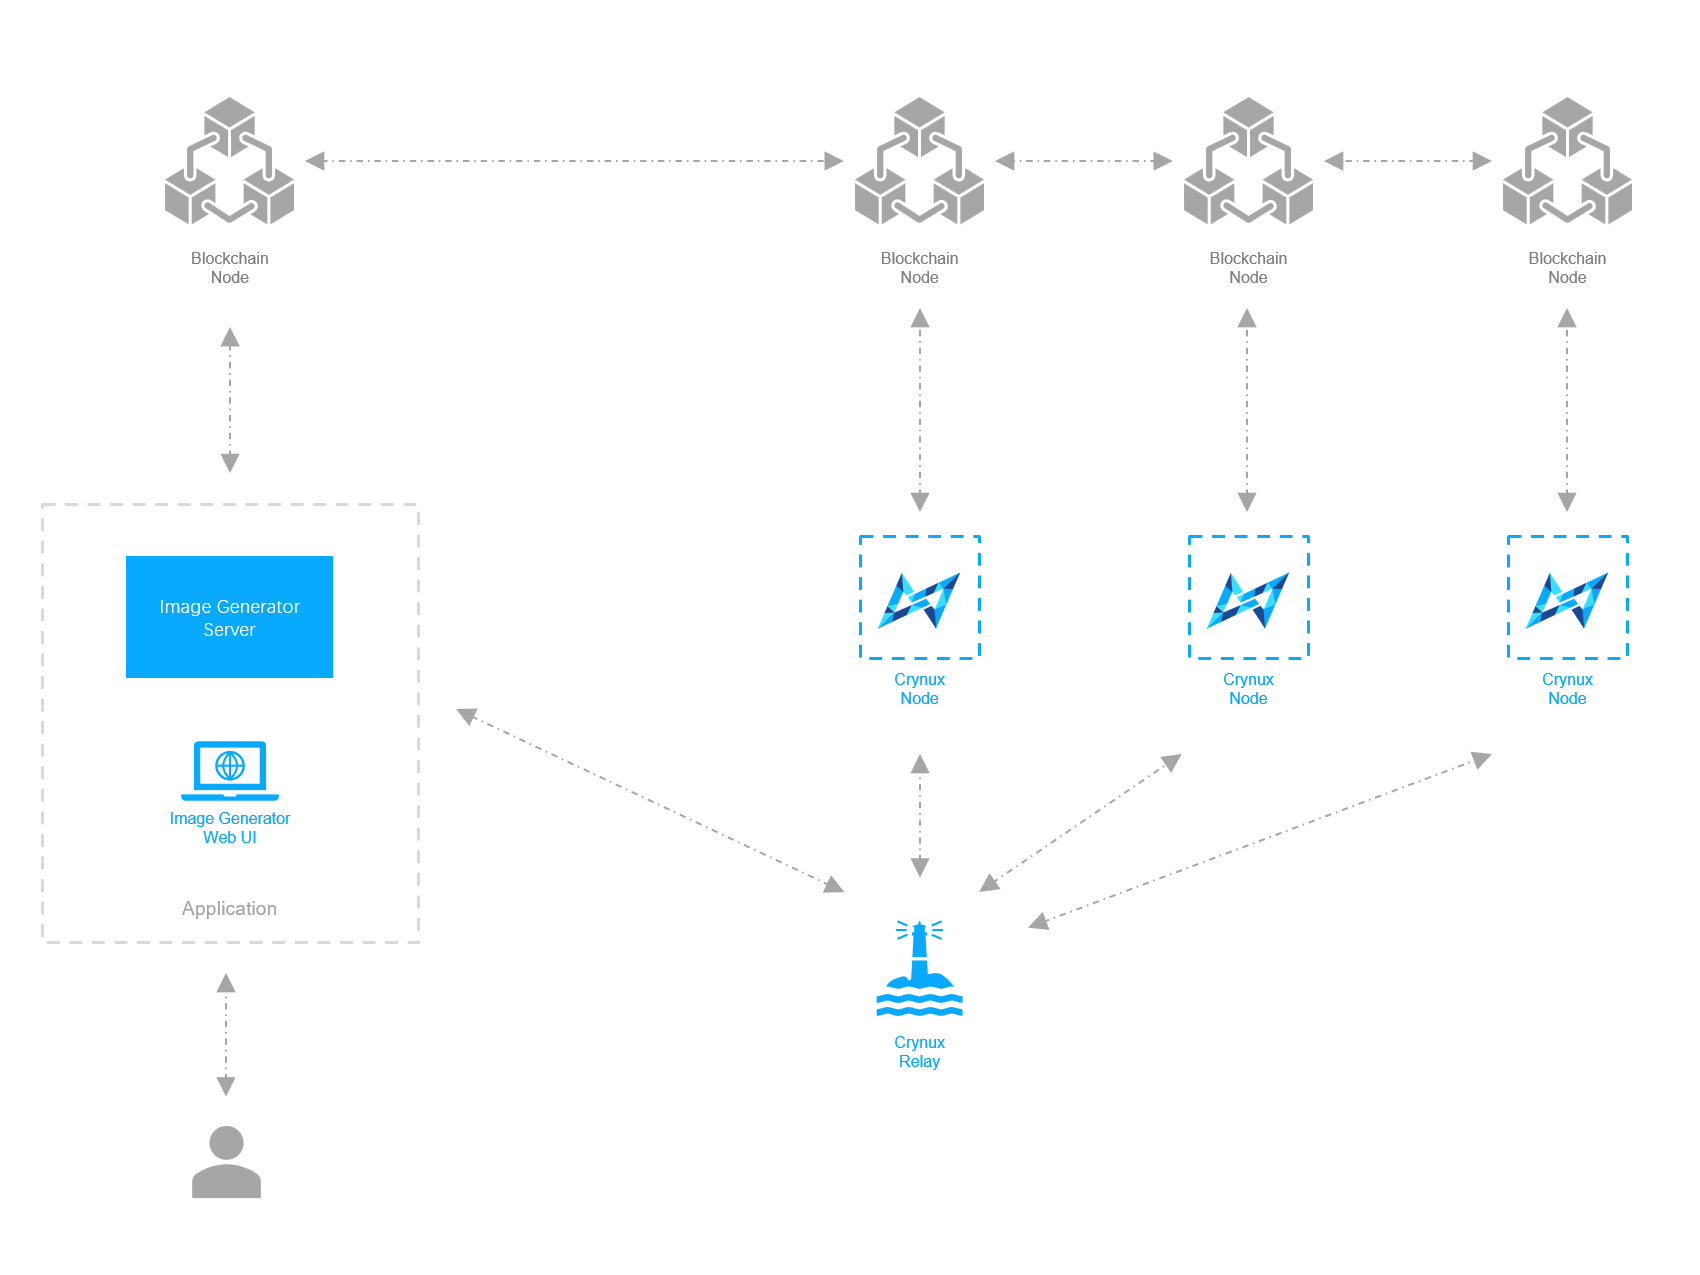 Blockchain
Node
Blockchain
Node
Blockchain
Node
Blockchain
Node
Image Generator
Server
Image Generator
Web UI
Application
Crynux
Node
Crynux
Node
Crynux
Node
Crynux
Relay